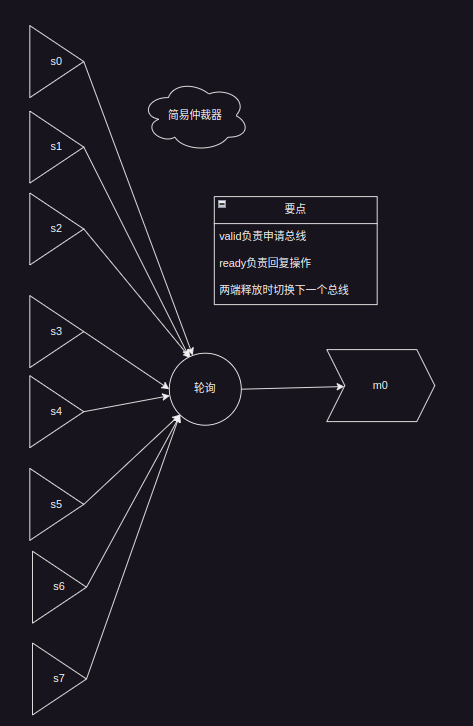 s0
简易仲裁器
s1
s2
要点
valid负责申请总线
ready负责回复操作
两端释放时切换下一个总线
s3
轮询
m0
s4
s5
s6
s7